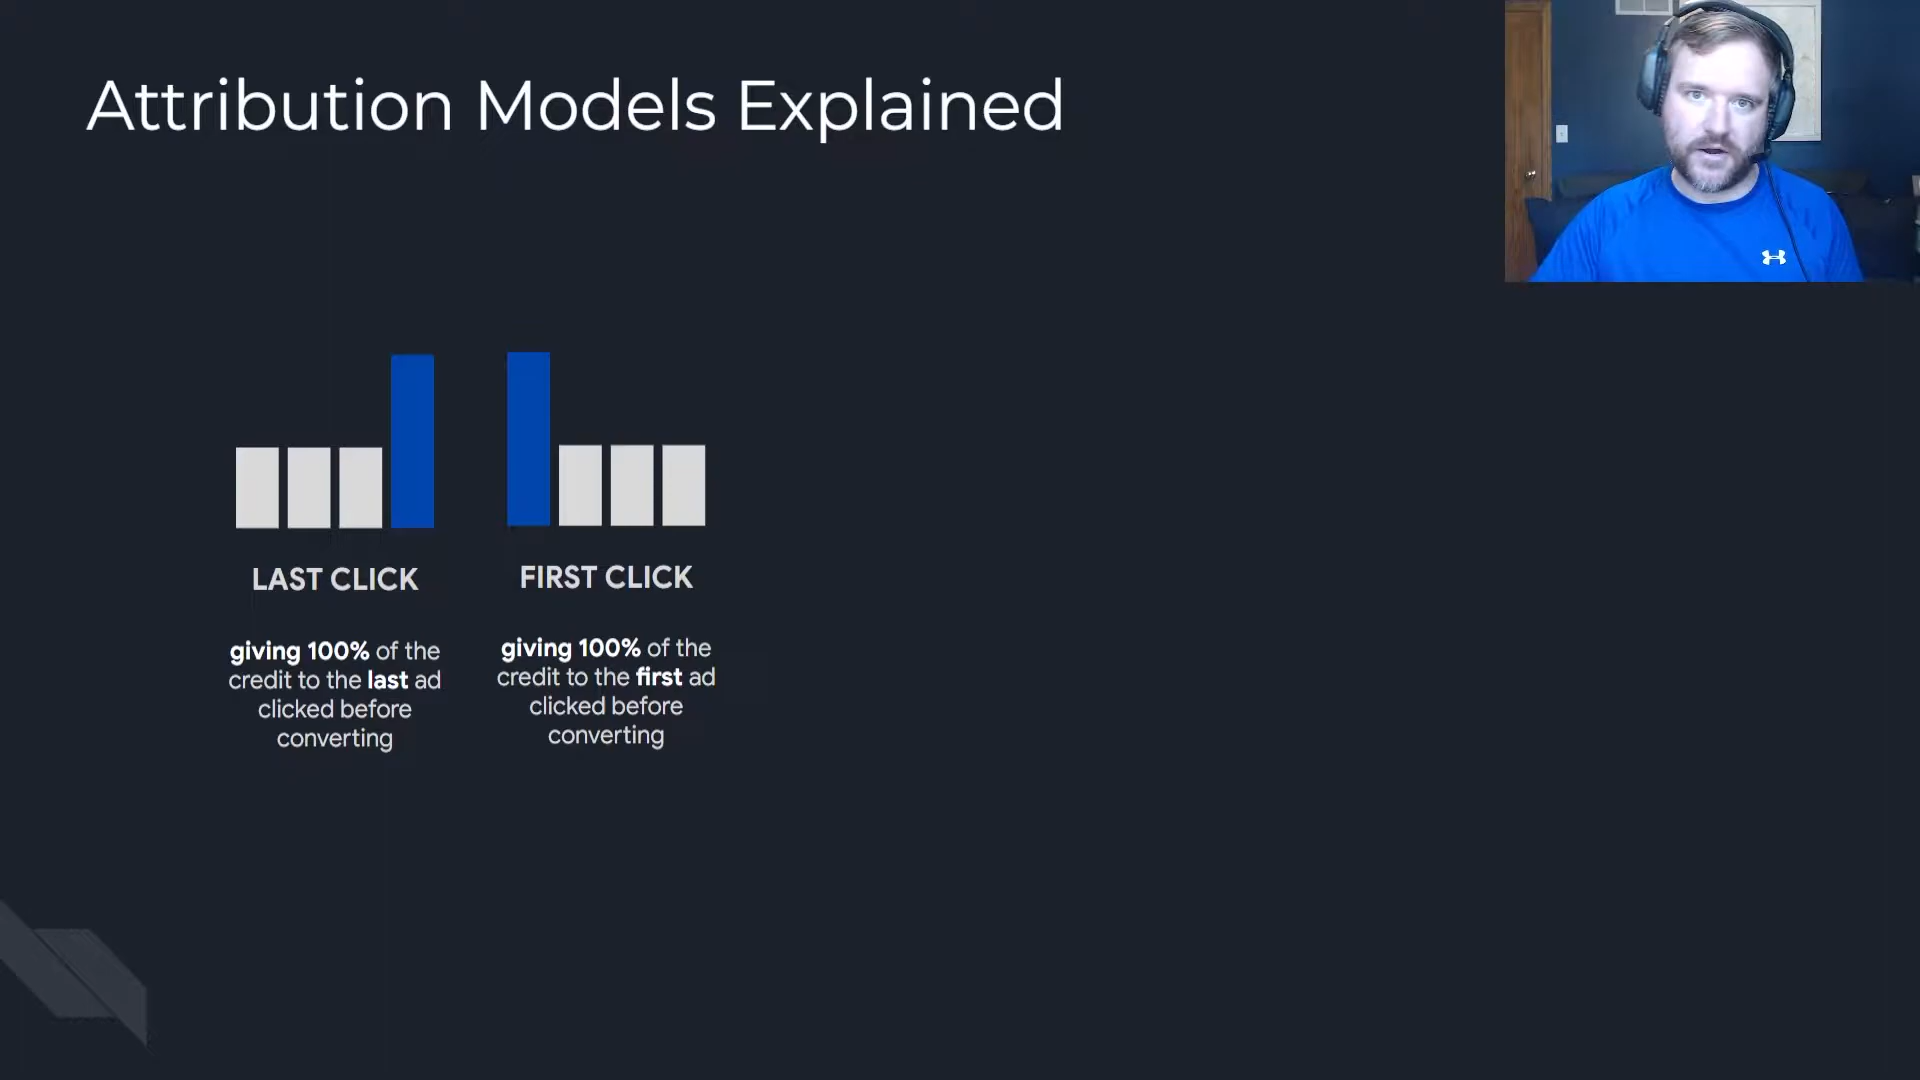 Attribution Models Explained
LAST CLICK
giving 100% of the
credit to the last ad
clicked before
converting
FIRST CLICK
giving 100% of the
credit to the first ad
clicked before
converting